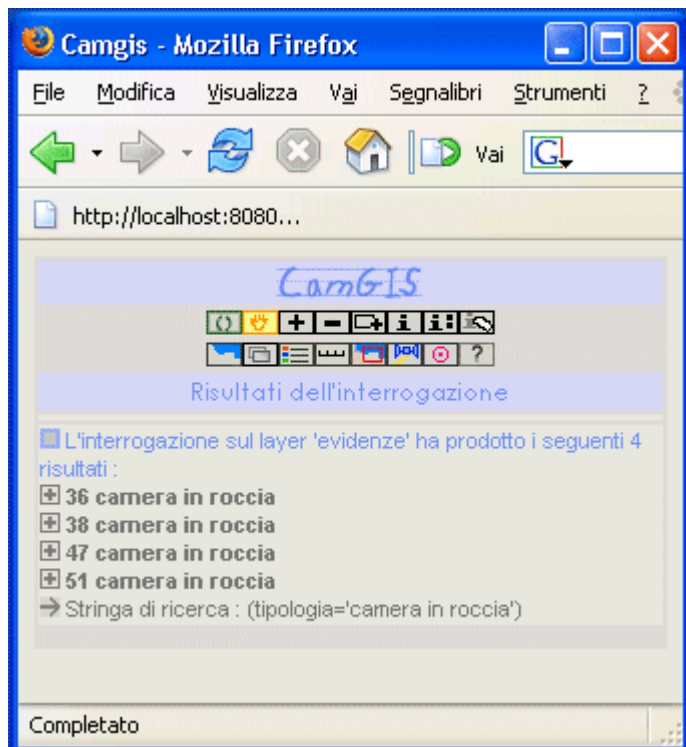 Camgis - Mozilla Firefox
File Modifica Visualizza Vai Segnalibri Strumenti ?
Vai G
http://localhost:8080...
CamGIS
?
Risultati dell'interrogazione
L'interrogazione sul layer 'evidenze' ha prodotto i seguenti 4
risultati :
36 camera in roccia
38 camera in roccia
47 camera in roccia
51 camera in roccia
Stringa di ricerca : (tipologia='camera in roccia')
Completato